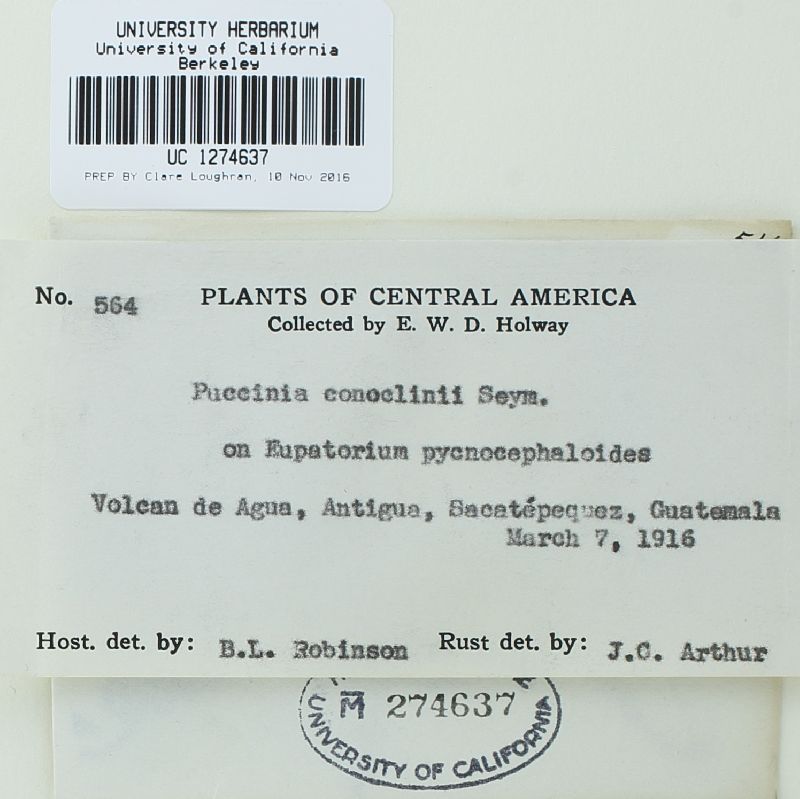 UNIVERSITY HERBARIUM
University of California
Berkeley
UC 1274637
PREP BY Clare Loughran, 10 Nov 2016
No. 564 PLANTS OF CENTRAL AMERICA
Collected by E. W. D. Holway
Puccinia conoclinii Seym.
on Eupatorium pycnocephaloides
Volcan de Agua, Antigua, Sacatépequez, Guatemala
March 7, 1916
Host. det. by: B.L. Robinson Rust det. by: J.C. Arthur
M 274637
UNIVERSITY OF CALIFORNIA